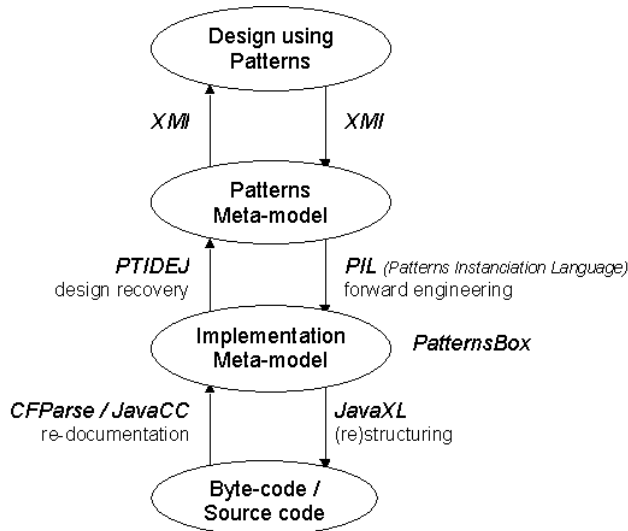 Design using
Patterns
XMI
XMI
Patterns
Meta-model
PTIDEJ
design recovery
PIL (Patterns Instanciation Language)
forward engineering
Implementation
Meta-model
PatternsBox
CFParse / JavaCC
re-documentation
JavaXL
(re)structuring
Byte-code /
Source code